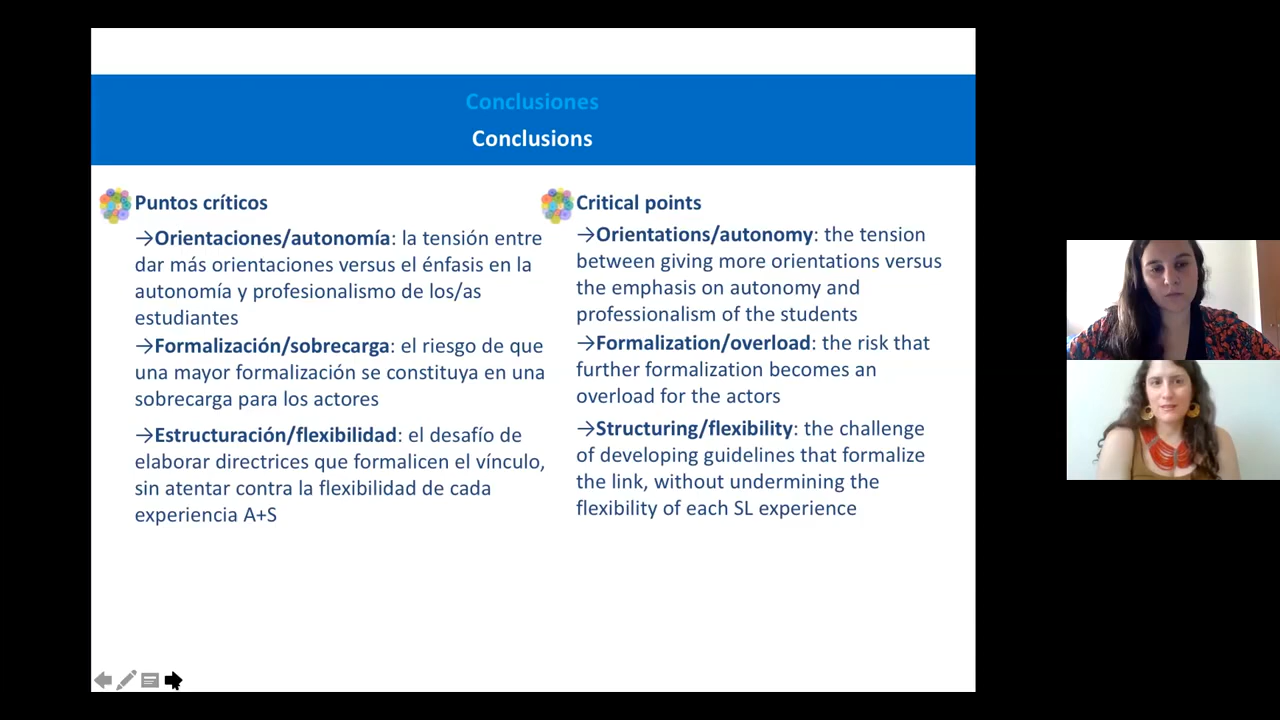 Conclusiones
Conclusions
Puntos críticos
→Orientaciones/autonomía: la tensión entre
dar más orientaciones versus el énfasis en la
autonomía y profesionalismo de los/as
estudiantes
→Formalización/sobrecarga: el riesgo de que
una mayor formalización se constituya en una
sobrecarga para los actores
→Estructuración/flexibilidad: el desafío de
elaborar directrices que formalicen el vínculo,
sin atentar contra la flexibilidad de cada
experiencia A+S
Critical points
→Orientations/autonomy: the tension
between giving more orientations versus
the emphasis on autonomy and
professionalism of the students
→Formalization/overload: the risk that
further formalization becomes an
overload for the actors
→Structuring/flexibility: the challenge
of developing guidelines that formalize
the link, without undermining the
flexibility of each SL experience